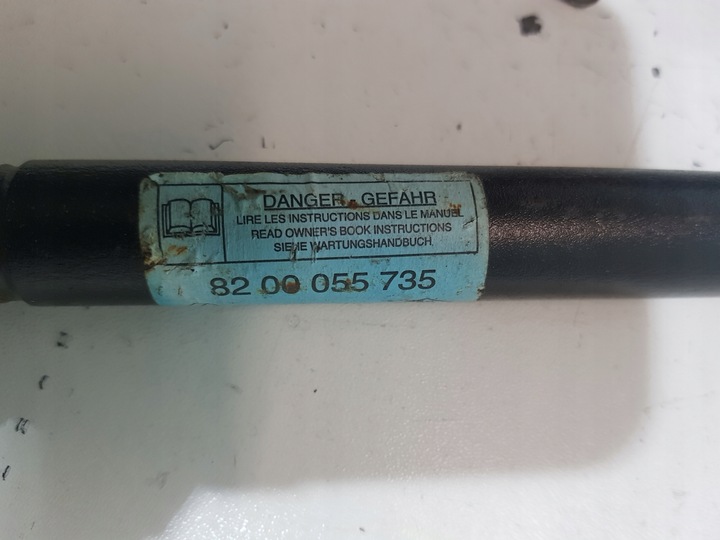 DANGER - GEFAHR
LIRE LES INSTRUCTIONS DANS LE MANUEL
READ OWNER'S BOOK INSTRUCTIONS
SIEHE WARTUNGSHANDBUCH
82 00 055 735